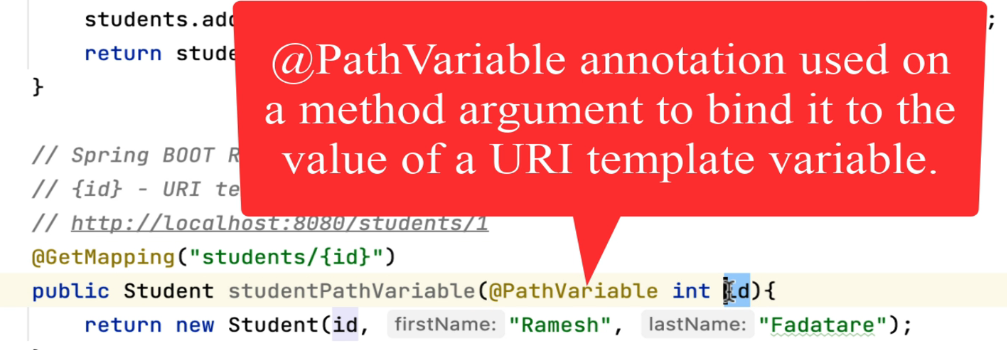 students.add
;
return stude
@PathVariable annotation used on
a method argument to bind it to the
value of a URI template variable.
}
// Spring BOOT R
// {id} - URI te
// http://localhost:8080/students/1
@GetMapping("students/{id}")
public Student studentPathVariable(@PathVariable int id){
return new Student(id, firstName: "Ramesh", lastName: "Fadatare");